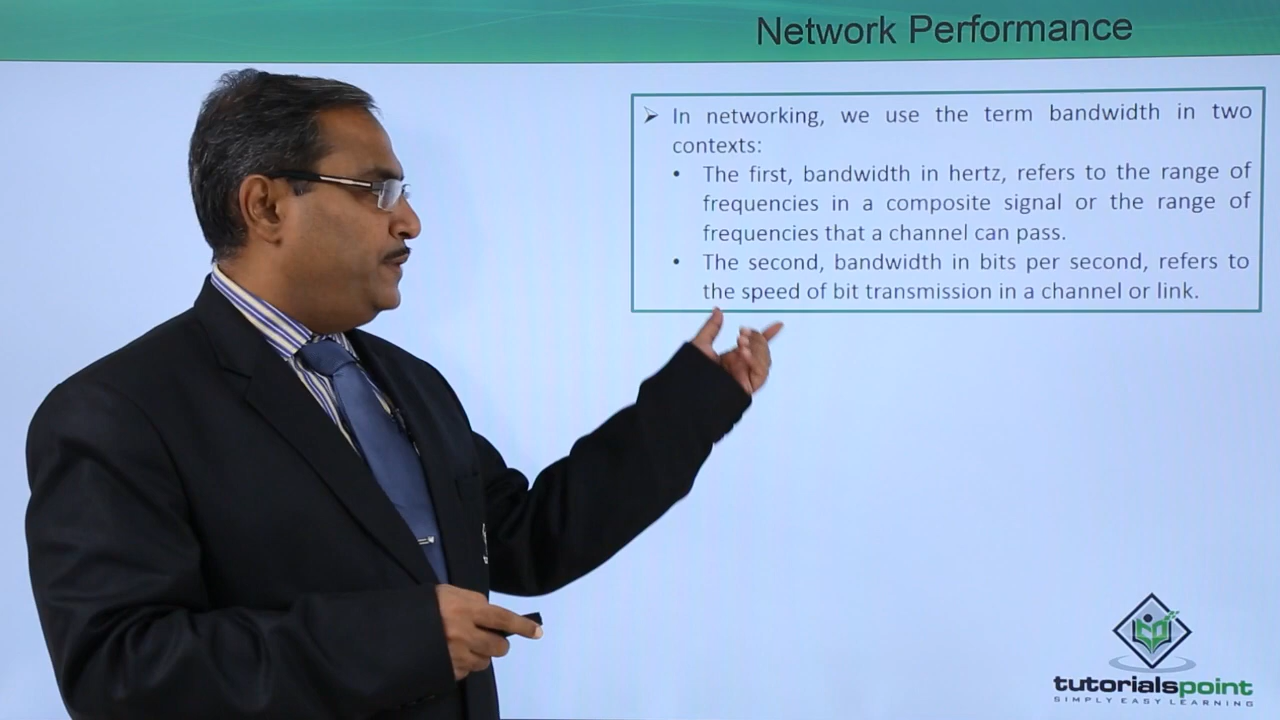 Network Performance
➢ In networking, we use the term bandwidth in two
contexts:
• The first, bandwidth in hertz, refers to the range of
frequencies in a composite signal or the range of
frequencies that a channel can pass.
• The second, bandwidth in bits per second, refers to
the speed of bit transmission in a channel or link.
tutorialspoint
SIMPLY EASY LEARNING